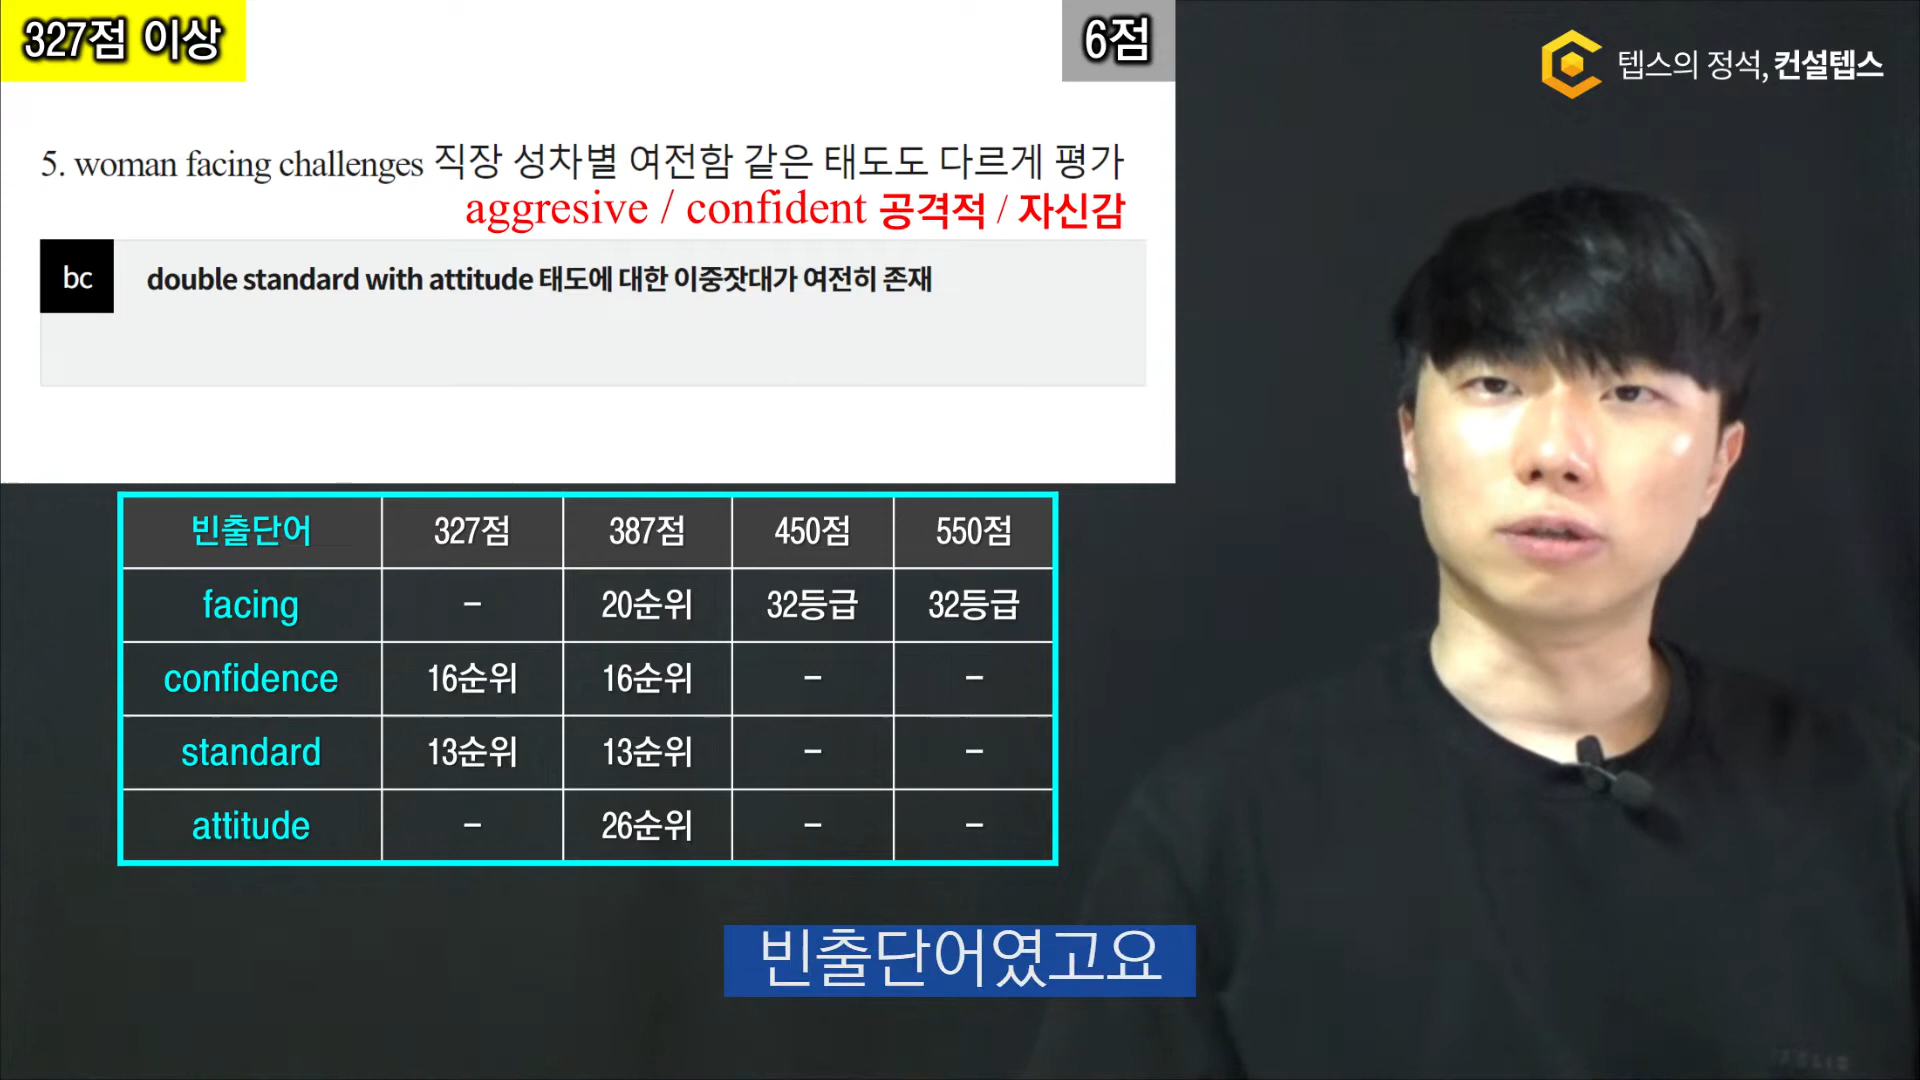 327점 이상
6점
텝스의 정석, 컨설텝스
5. woman facing challenges 직장 성차별 여전함 같은 태도도 다르게 평가
aggresive / confident 공격적 / 자신감
bc
double standard with attitude 태도에 대한 이중잣대가 여전히 존재
빈출단어 327점 387점 450점 550점
facing - 20순위 32등급 32등급
confidence 16순위 16순위 - -
standard 13순위 13순위 - -
attitude - 26순위 - -
빈출단어였고요